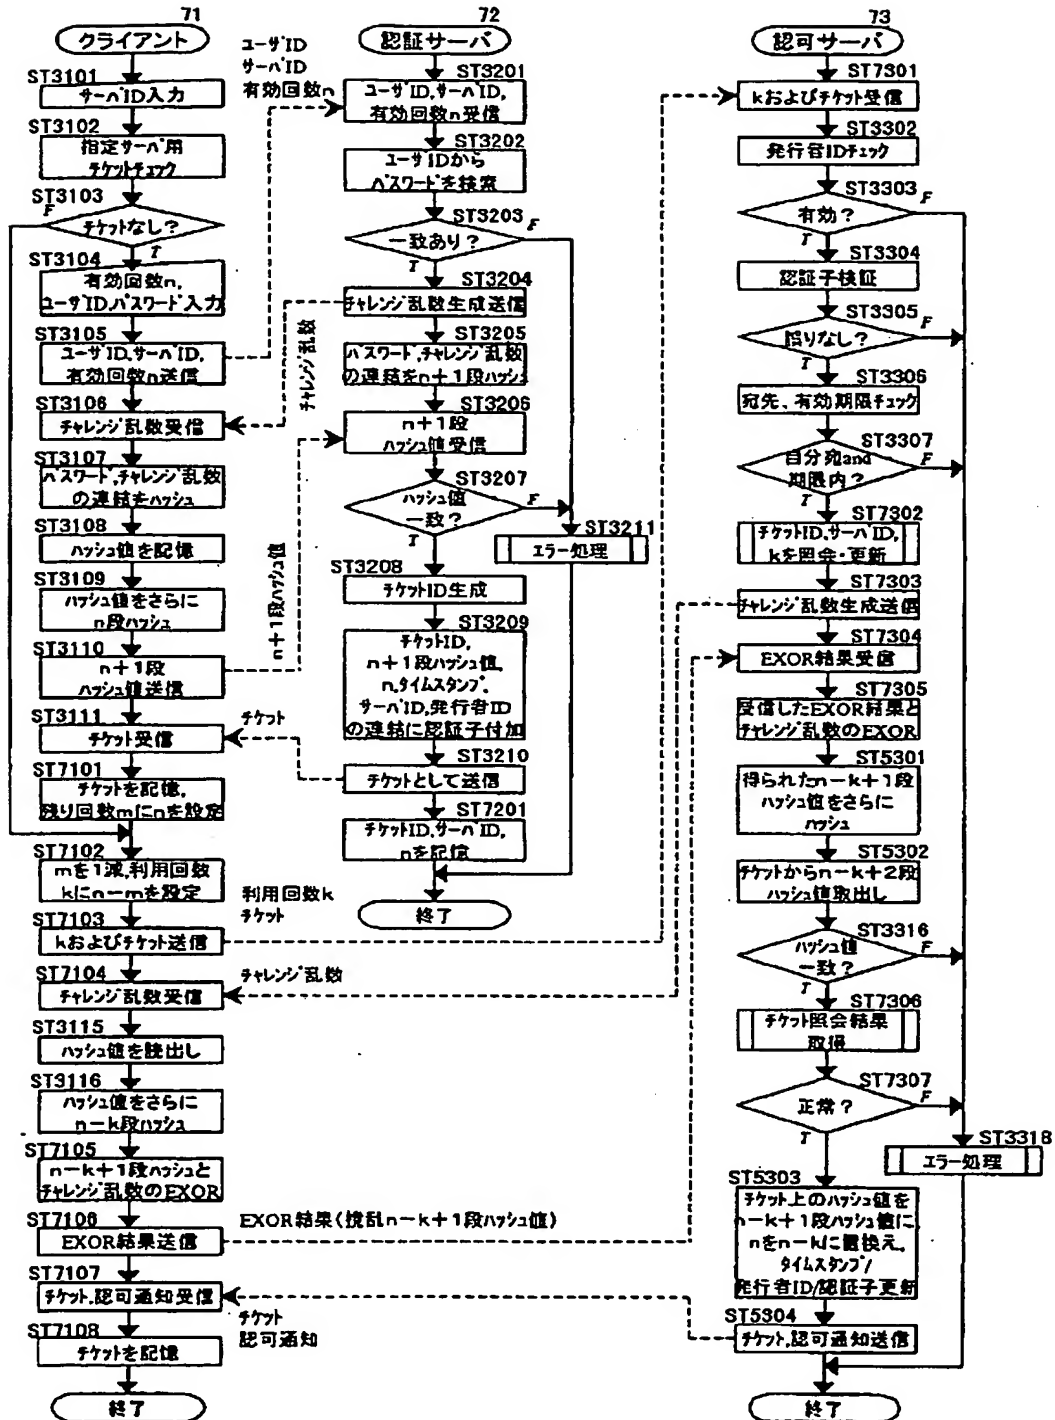 71
クライアント
ST3101
サーバID入力
ST3102
指定サーバ用
チケットチェック
ST3103
F
チケットなし?
T
ST3104
有効回数n,
ユーザID,パスワード入力
ST3105
ユーザID,サーバID,
有効回数n送信
ST3106
チャレンジ乱数受信
ST3107
パスワード,チャレンジ乱数
の連結をハッシュ
ST3108
ハッシュ値を記憶
ST3109
ハッシュ値をさらに
n段ハッシュ
ST3110
n+1段
ハッシュ値送信
ST3111
チケット受信
ST7101
チケットを記憶,
残り回数mにnを設定
ST7102
mを1減,利用回数
kにn-mを設定
ST7103
kおよびチケット送信
ST7104
チャレンジ乱数受信
ST3115
ハッシュ値を読出し
ST3116
ハッシュ値をさらに
n-k段ハッシュ
ST7105
n-k+1段ハッシュと
チャレンジ乱数のEXOR
ST7106
EXOR結果送信
ST7107
チケット,認可通知受信
ST7108
チケットを記憶
終了
ユーザID
サーバID
有効回数n
チャレンジ乱数
n+1段ハッシュ値
チケット
利用回数k
チケット
チャレンジ乱数
EXOR結果(撹乱n-k+1段ハッシュ値)
チケット
認可通知
72
認証サーバ
ST3201
ユーザID,サーバID,
有効回数n受信
ST3202
ユーザIDから
パスワードを検索
ST3203
一致あり?
F
T
ST3204
チャレンジ乱数生成送信
ST3205
パスワード,チャレンジ乱数
の連結をn+1段ハッシュ
ST3206
n+1段
ハッシュ値受信
ST3207
ハッシュ値
一致?
F
T
ST3211
エラー処理
ST3208
チケットID生成
ST3209
チケットID,
n+1段ハッシュ値,
n,タイムスタンプ,
サーバID,発行者ID
の連結に認証子付加
ST3210
チケットとして送信
ST7201
チケットID,サーバID,
nを記憶
終了
73
認可サーバ
ST7301
kおよびチケット受信
ST3302
発行者IDチェック
ST3303
有効?
F
T
ST3304
認証子検証
ST3305
誤りなし?
F
T
ST3306
宛先、有効期限チェック
ST3307
自分宛and
期限内?
F
T
ST7302
チケットID,サーバID,
kを照会・更新
ST7303
チャレンジ乱数生成送信
ST7304
EXOR結果受信
ST7305
受信したEXOR結果と
チャレンジ乱数のEXOR
ST5301
得られたn-k+1段
ハッシュ値をさらに
ハッシュ
ST5302
チケットからn-k+2段
ハッシュ値取出し
ST3316
ハッシュ値
一致?
F
T
ST7306
チケット照会結果
取得
ST7307
正常?
F
T
ST3318
エラー処理
ST5303
チケット上のハッシュ値を
n-k+1段ハッシュ値に
nをn-kに置換え,
タイムスタンプ/
発行者ID/認証子更新
ST5304
チケット,認可通知送信
終了